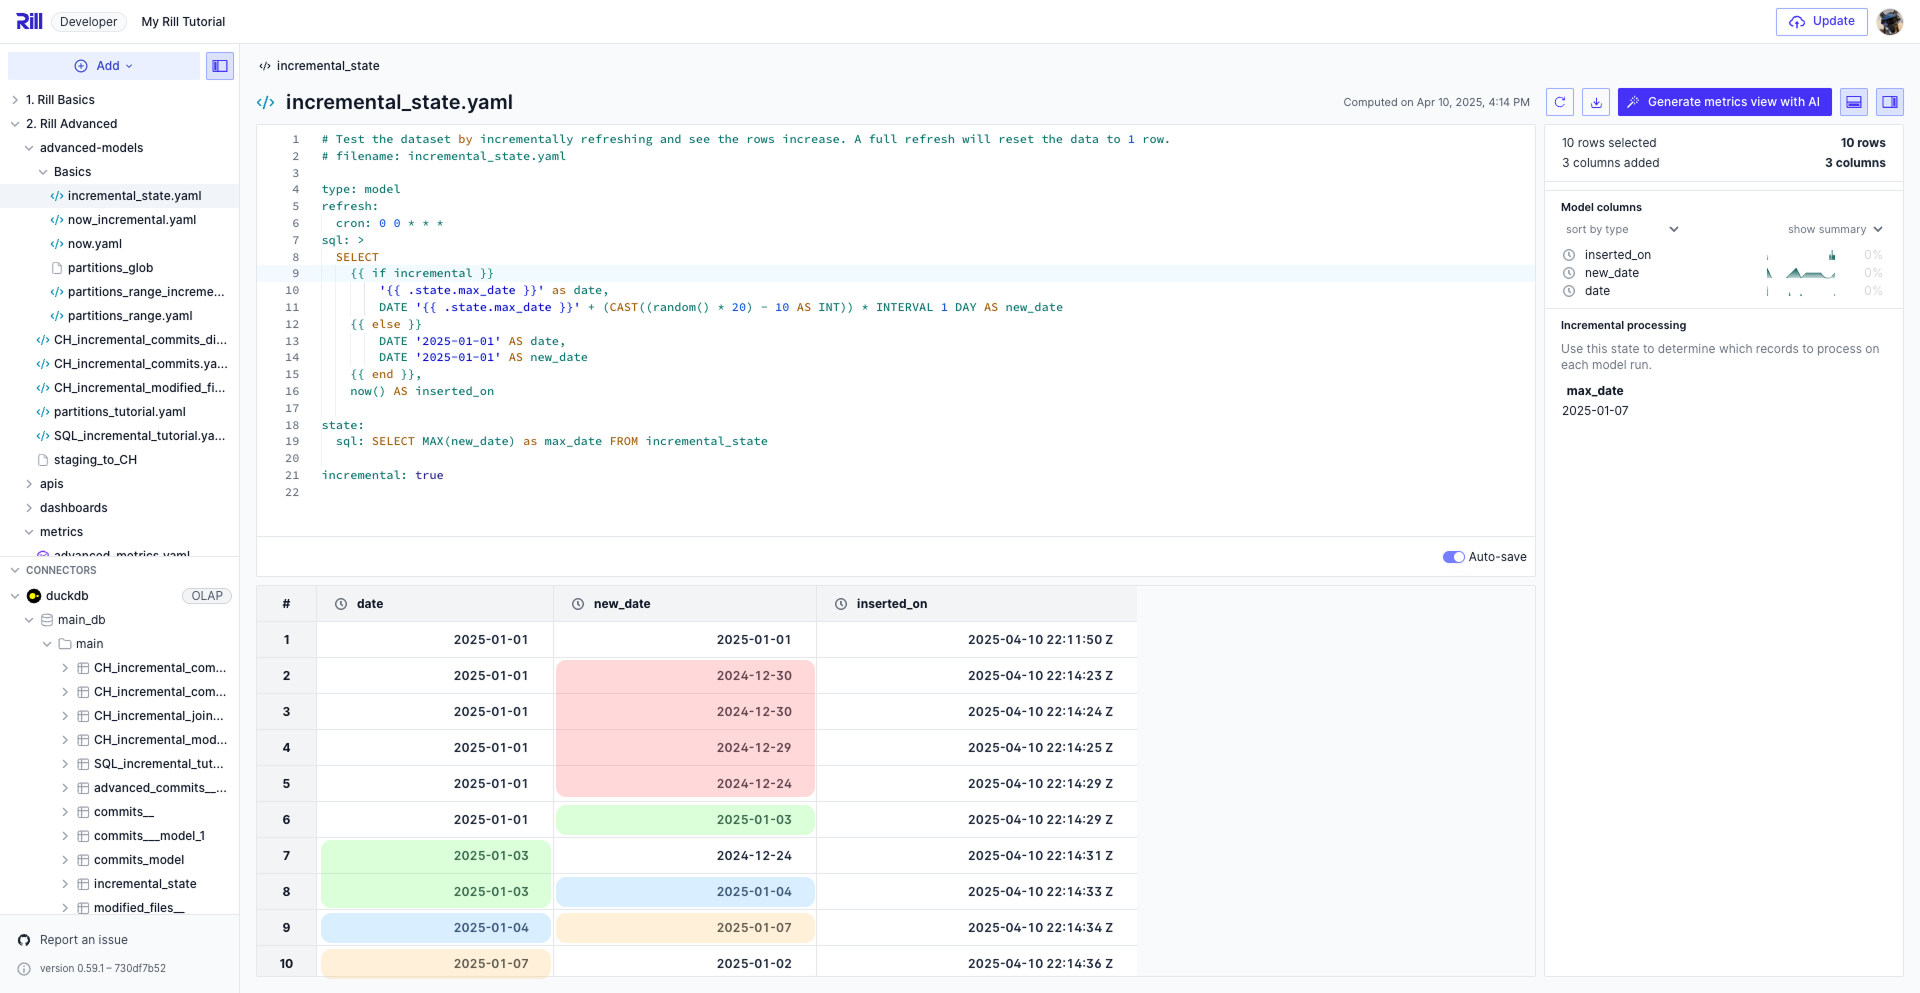 Rill Developer My Rill Tutorial Update
Add
1. Rill Basics
2. Rill Advanced
advanced-models
Basics
incremental_state.yaml
now_incremental.yaml
now.yaml
partitions_glob
partitions_range_increme...
partitions_range.yaml
CH_incremental_commits_di...
CH_incremental_commits.ya...
CH_incremental_modified_fi...
partitions_tutorial.yaml
SQL_incremental_tutorial.ya...
staging_to_CH
apis
dashboards
metrics
advanced_metrics.yaml
CONNECTORS
duckdb OLAP
main_db
main
CH_incremental_com...
CH_incremental_com...
CH_incremental_join...
CH_incremental_mod...
SQL_incremental_tut...
advanced_commits__...
commits__
commits___model_1
commits_model
incremental_state
modified_files__
Report an issue
version 0.59.1 – 730df7b52
</> incremental_state
</> incremental_state.yaml
Computed on Apr 10, 2025, 4:14 PM
Generate metrics view with AI
1 # Test the dataset by incrementally refreshing and see the rows increase. A full refresh will reset the data to 1 row.
2 # filename: incremental_state.yaml
3
4 type: model
5 refresh:
6 cron: 0 0 * * *
7 sql: >
8 SELECT
9 {{ if incremental }}
10 '{{ .state.max_date }}' as date,
11 DATE '{{ .state.max_date }}' + (CAST((random() * 20) - 10 AS INT)) * INTERVAL 1 DAY AS new_date
12 {{ else }}
13 DATE '2025-01-01' AS date,
14 DATE '2025-01-01' AS new_date
15 {{ end }},
16 now() AS inserted_on
17
18 state:
19 sql: SELECT MAX(new_date) as max_date FROM incremental_state
20
21 incremental: true
22
Auto-save
# date new_date inserted_on
1 2025-01-01 2025-01-01 2025-04-10 22:11:50 Z
2 2025-01-01 2024-12-30 2025-04-10 22:14:23 Z
3 2025-01-01 2024-12-30 2025-04-10 22:14:24 Z
4 2025-01-01 2024-12-29 2025-04-10 22:14:25 Z
5 2025-01-01 2024-12-24 2025-04-10 22:14:29 Z
6 2025-01-01 2025-01-03 2025-04-10 22:14:29 Z
7 2025-01-03 2024-12-24 2025-04-10 22:14:31 Z
8 2025-01-03 2025-01-04 2025-04-10 22:14:33 Z
9 2025-01-04 2025-01-07 2025-04-10 22:14:34 Z
10 2025-01-07 2025-01-02 2025-04-10 22:14:36 Z
10 rows selected 10 rows
3 columns added 3 columns
Model columns
sort by type show summary
inserted_on 0%
new_date 0%
date 0%
Incremental processing
Use this state to determine which records to process on
each model run.
max_date
2025-01-07